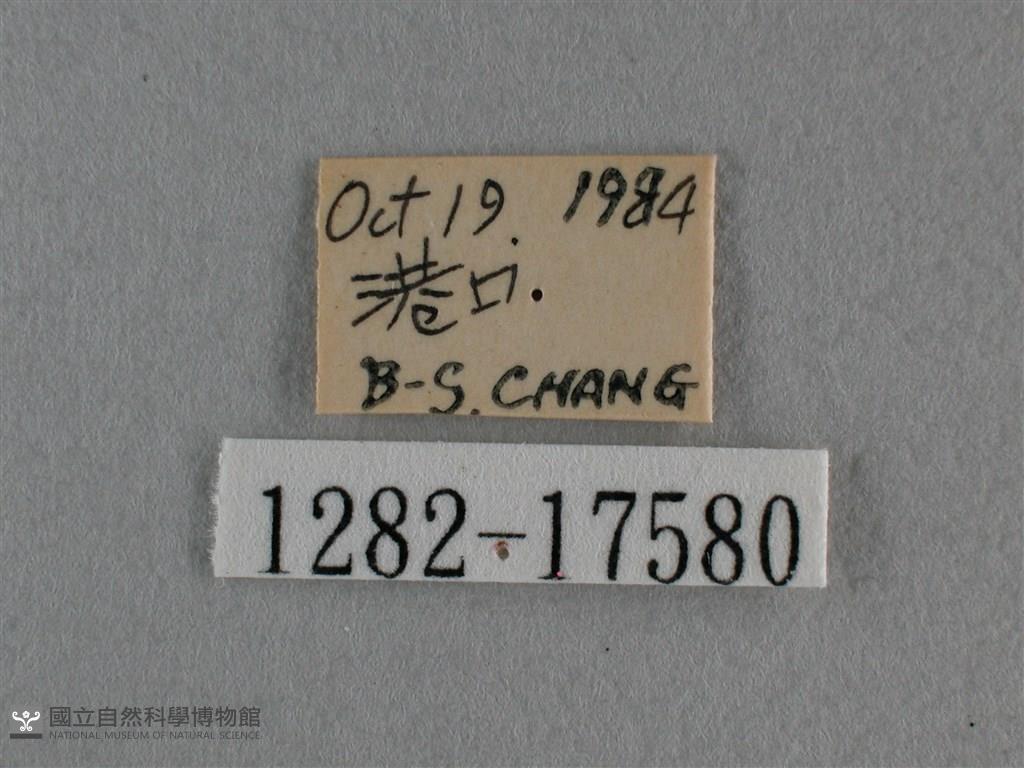 Oct 19. 1984
港口.
B-S. CHANG
1282-17580
國立自然科學博物館
NATIONAL MUSEUM OF NATURAL SCIENCE